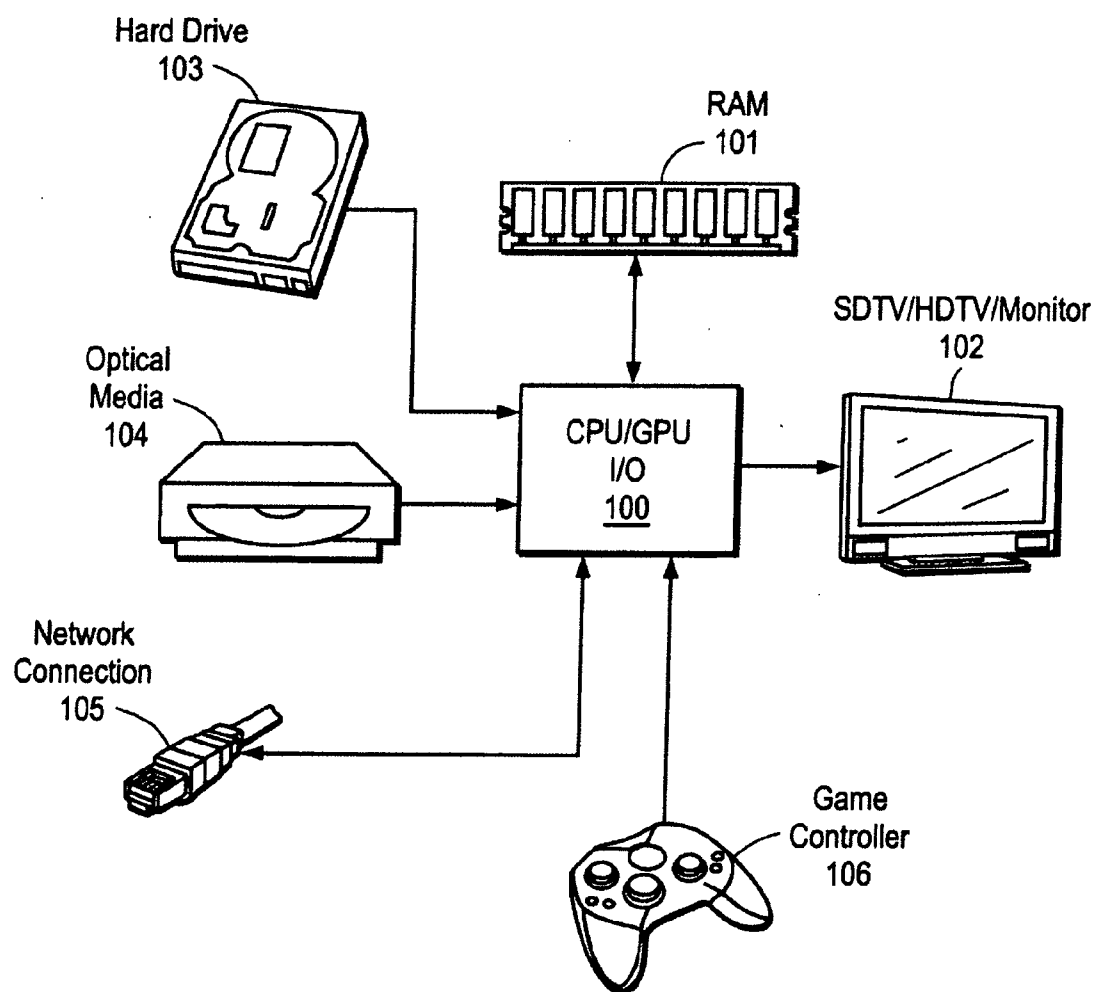 Hard Drive
103
RAM
101
SDTV/HDTV/Monitor
102
Optical
Media
104
CPU/GPU
I/O
100
Network
Connection
105
Game
Controller
106